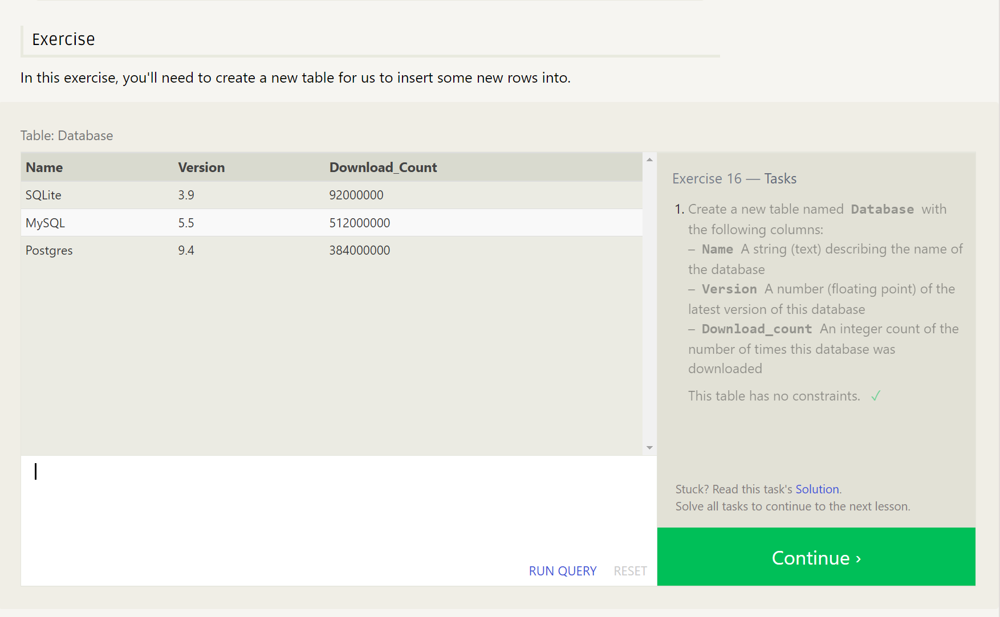 Exercise
In this exercise, you'll need to create a new table for us to insert some new rows into.
Table: Database
Name Version Download_Count
SQLite 3.9 92000000
MySQL 5.5 512000000
Postgres 9.4 384000000
RUN QUERY RESET
Exercise 16 — Tasks
1. Create a new table named Database with
the following columns:
– Name A string (text) describing the name of
the database
– Version A number (floating point) of the
latest version of this database
– Download_count An integer count of the
number of times this database was
downloaded
This table has no constraints. ✓
Stuck? Read this task's Solution.
Solve all tasks to continue to the next lesson.
Continue ›